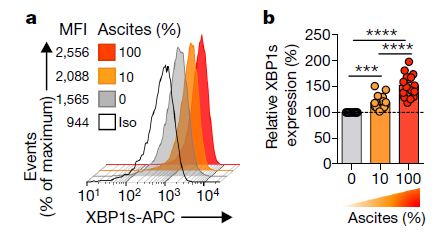 a
MFI Ascites (%)
2,556 100
2,088 10
1,565 0
944 Iso
Events
(% of maximum)
10¹ 10² 10³ 10⁴
XBP1s-APC
b
Relative XBP1s
expression (%)
250
200
150
100
50
0
****
****
***
0 10 100
Ascites (%)